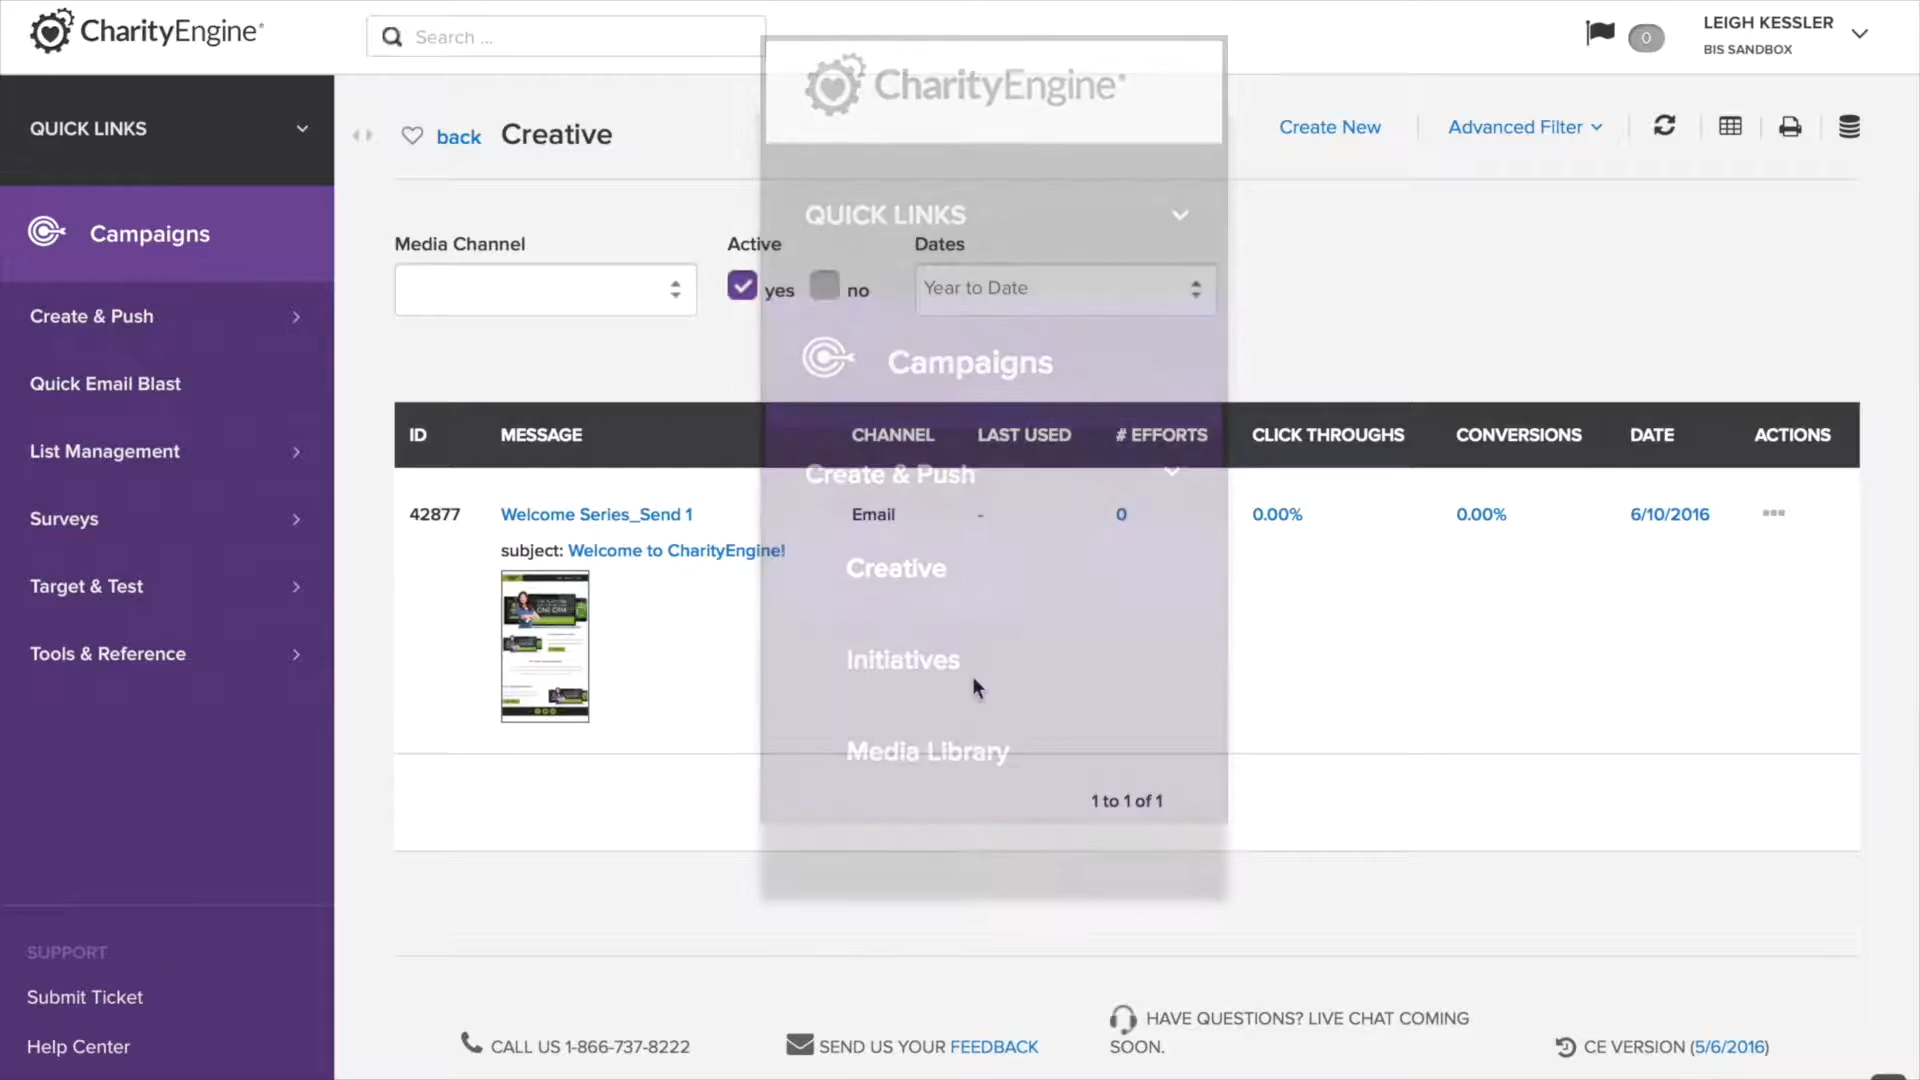 CharityEngine®
Search ...
0
LEIGH KESSLER
BIS SANDBOX
CharityEngine®
QUICK LINKS
back Creative
Create New
Advanced Filter
QUICK LINKS
Campaigns
Media Channel
Active
Dates
yes
no
Year to Date
Create & Push
Campaigns
Quick Email Blast
ID MESSAGE CHANNEL LAST USED # EFFORTS CLICK THROUGHS CONVERSIONS DATE ACTIONS
List Management
Create & Push
42877 Welcome Series_Send 1 Email - 0 0.00% 0.00% 6/10/2016
Surveys
subject: Welcome to CharityEngine!
Creative
Target & Test
Tools & Reference
Initiatives
Media Library
1 to 1 of 1
SUPPORT
Submit Ticket
Help Center
CALL US 1-866-737-8222
SEND US YOUR FEEDBACK
HAVE QUESTIONS? LIVE CHAT COMING
SOON.
CE VERSION (5/6/2016)